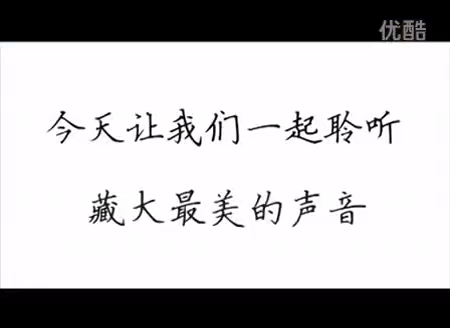 优酷
今天让我们一起聆听
藏大最美的声音